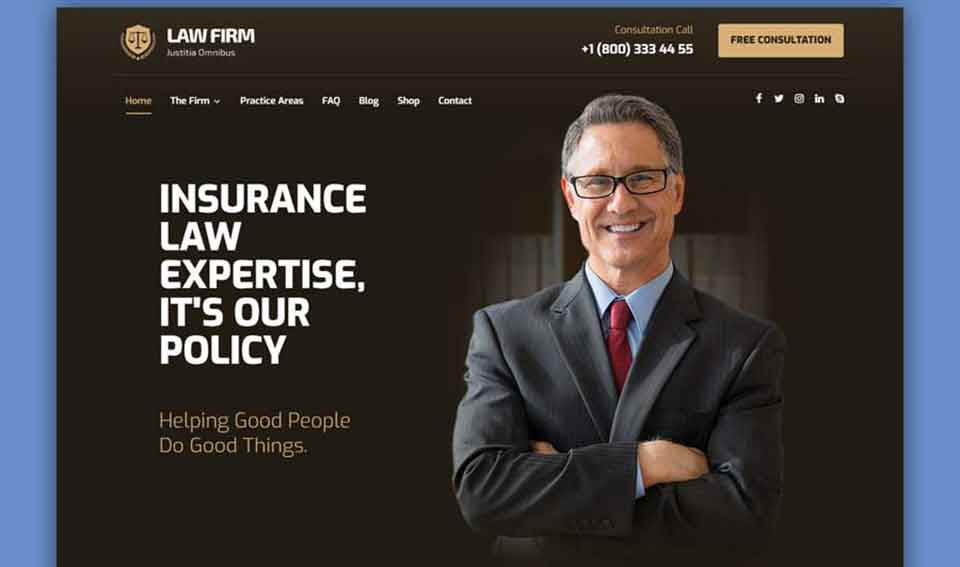 LAW FIRM
Justitia Omnibus
Consultation Call
+1 (800) 333 44 55
FREE CONSULTATION
Home The Firm Practice Areas FAQ Blog Shop Contact
INSURANCE
LAW
EXPERTISE,
IT'S OUR
POLICY
Helping Good People
Do Good Things.